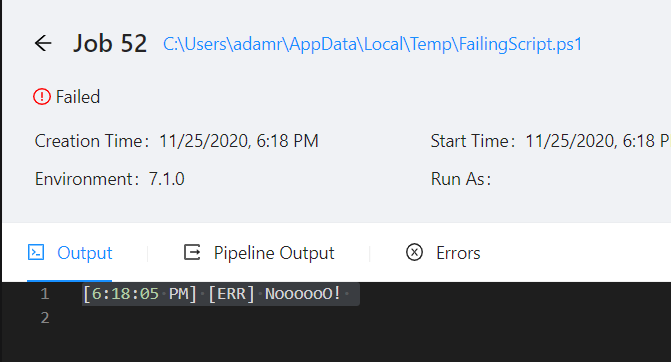 Job 52 C:\Users\adamr\AppData\Local\Temp\FailingScript.ps1
Failed
Creation Time: 11/25/2020, 6:18 PM Start Time: 11/25/2020, 6:18 P
Environment: 7.1.0 Run As:
Output Pipeline Output Errors
1 [6:18:05 PM] [ERR] NoooooO!
2